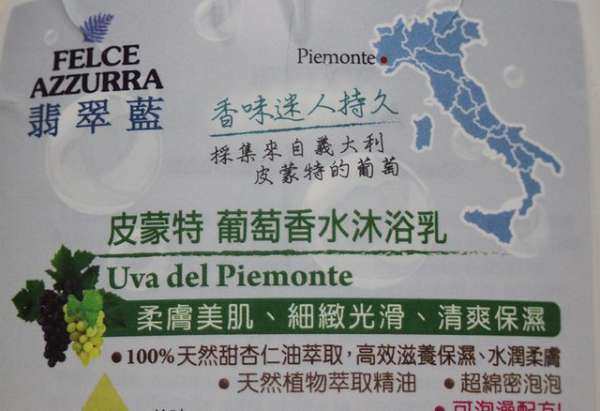 FELCE
AZZURRA
翡翠藍
Piemonte
香味迷人持久
採集來自義大利
皮蒙特的葡萄
皮蒙特 葡萄香水沐浴乳
Uva del Piemonte
柔膚美肌、細緻光滑、清爽保濕
●100%天然甜杏仁油萃取，高效滋養保濕、水潤柔膚
●天然植物萃取精油 ●超綿密泡泡